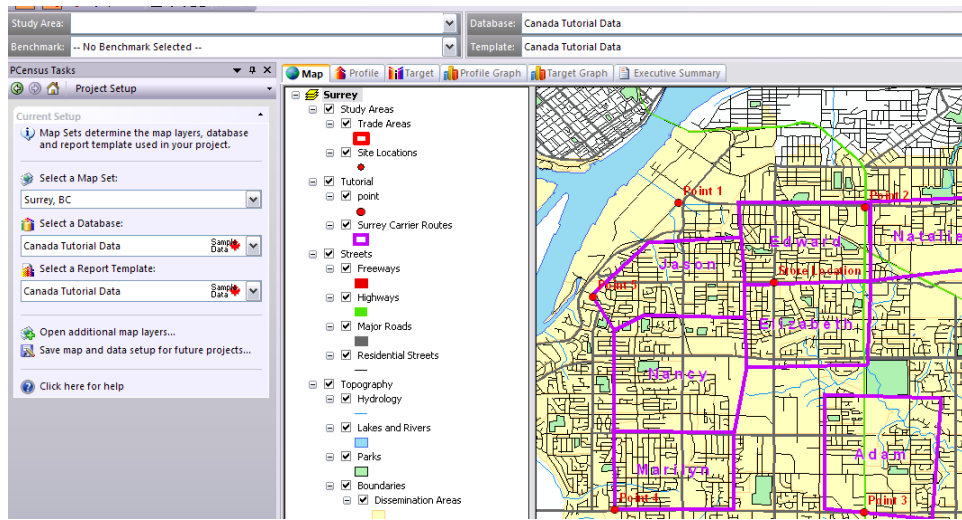 Study Area:
Database: Canada Tutorial Data
Benchmark: -- No Benchmark Selected --
Template: Canada Tutorial Data
PCensus Tasks
Project Setup
Current Setup
Map Sets determine the map layers, database
and report template used in your project.
Select a Map Set:
Surrey, BC
Select a Database:
Canada Tutorial Data
Sample
Data
Select a Report Template:
Canada Tutorial Data
Sample
Data
Open additional map layers...
Save map and data setup for future projects...
Click here for help
Map
Profile
Target
Profile Graph
Target Graph
Executive Summary
Surrey
Study Areas
Trade Areas
Site Locations
Tutorial
point
Surrey Carrier Routes
Streets
Freeways
Highways
Major Roads
Residential Streets
Topography
Hydrology
Lakes and Rivers
Parks
Boundaries
Dissemination Areas
Point 1
Point 2
Edward
Natalie
Jason
Store Location
Point 5
Elizabeth
Nancy
Adam
Marilyn
Point 4
Point 3